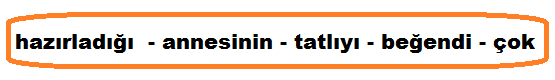 hazırladığı - annesinin - tatlıyı - beğendi - çok